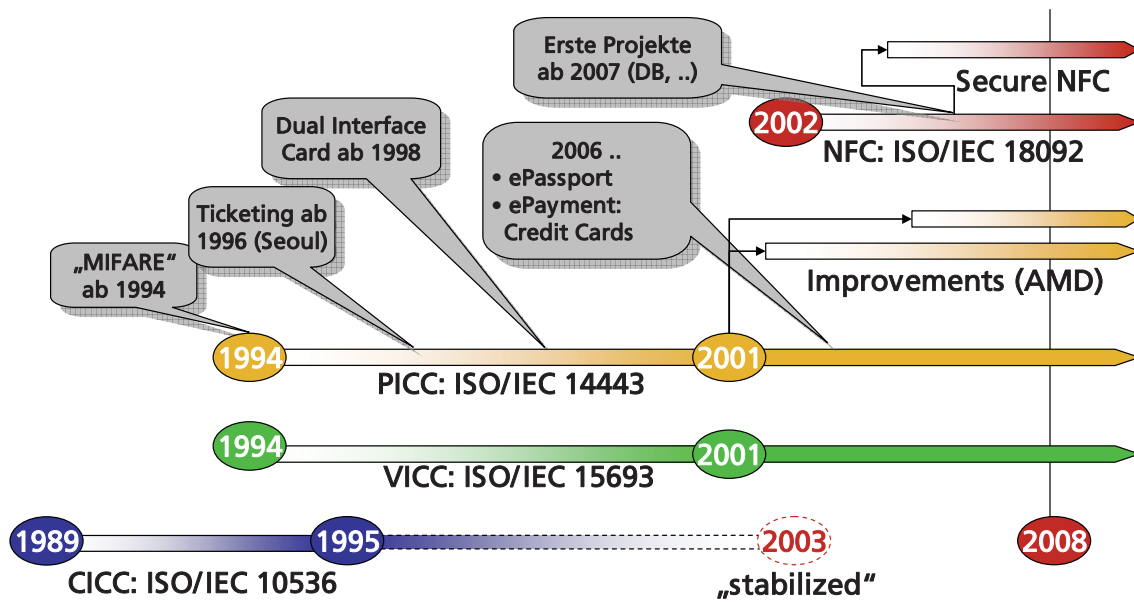 Erste Projekte
ab 2007 (DB, ..)
Secure NFC
2002
NFC: ISO/IEC 18092
Dual Interface
Card ab 1998
2006 ..
• ePassport
• ePayment:
Credit Cards
Ticketing ab
1996 (Seoul)
„MIFARE“
ab 1994
Improvements (AMD)
1994
2001
PICC: ISO/IEC 14443
1994
2001
VICC: ISO/IEC 15693
1989
1995
2003
2008
CICC: ISO/IEC 10536
„stabilized“